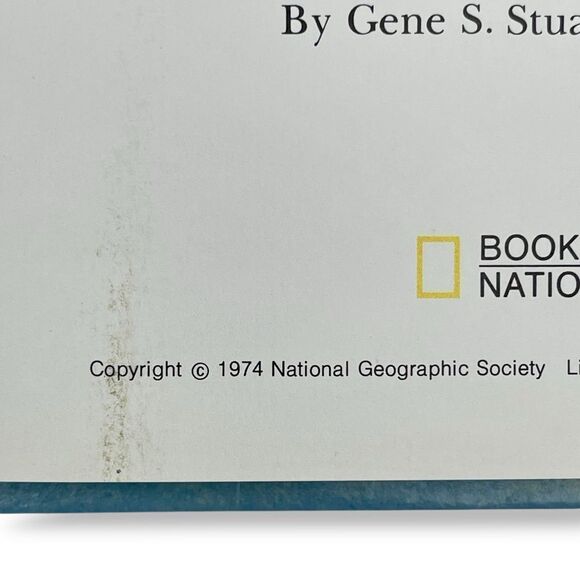 By Gene S. Stua
BOOK
NATIO
Copyright © 1974 National Geographic Society Li